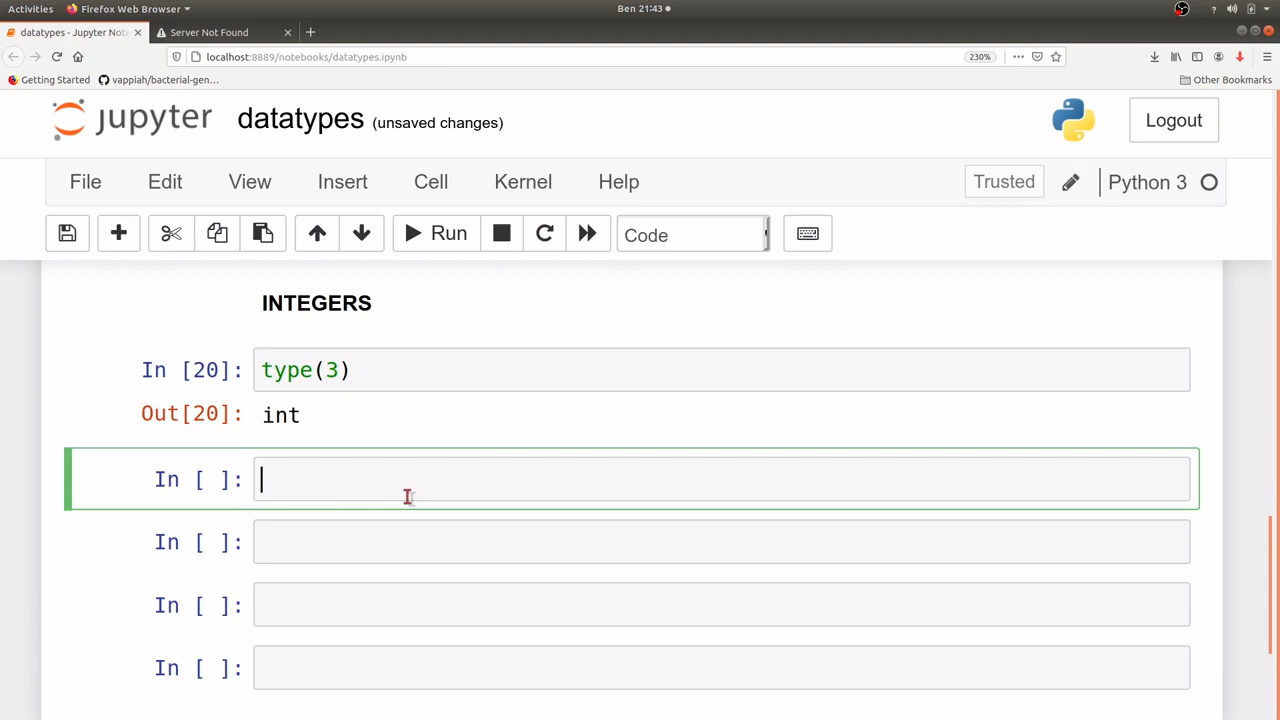 Activities Firefox Web Browser Ben 21:43
datatypes - Jupyter Note Server Not Found
localhost:8889/notebooks/datatypes.ipynb 230%
Getting Started vappiah/bacterial-gen... Other Bookmarks
jupyter datatypes (unsaved changes) Logout
File Edit View Insert Cell Kernel Help Trusted Python 3
Run Code
INTEGERS
In [20]: type(3)
Out[20]: int
In [ ]:
In [ ]:
In [ ]:
In [ ]: